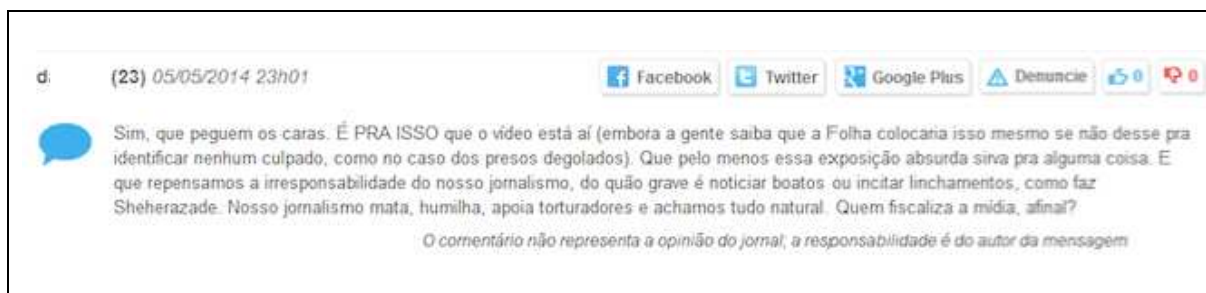 d (23) 05/05/2014 23h01 Facebook Twitter Google Plus Denuncie 0 0
Sim, que peguem os caras. É PRA ISSO que o vídeo está aí (embora a gente saiba que a Folha colocaria isso mesmo se não desse pra
identificar nenhum culpado, como no caso dos presos degolados). Que pelo menos essa exposição absurda sirva pra alguma coisa. E
que repensamos a irresponsabilidade do nosso jornalismo, do quão grave é noticiar boatos ou incitar linchamentos, como faz
Sheherazade. Nosso jornalismo mata, humilha, apoia torturadores e achamos tudo natural. Quem fiscaliza a mídia, afinal?
O comentário não representa a opinião do jornal; a responsabilidade é do autor da mensagem